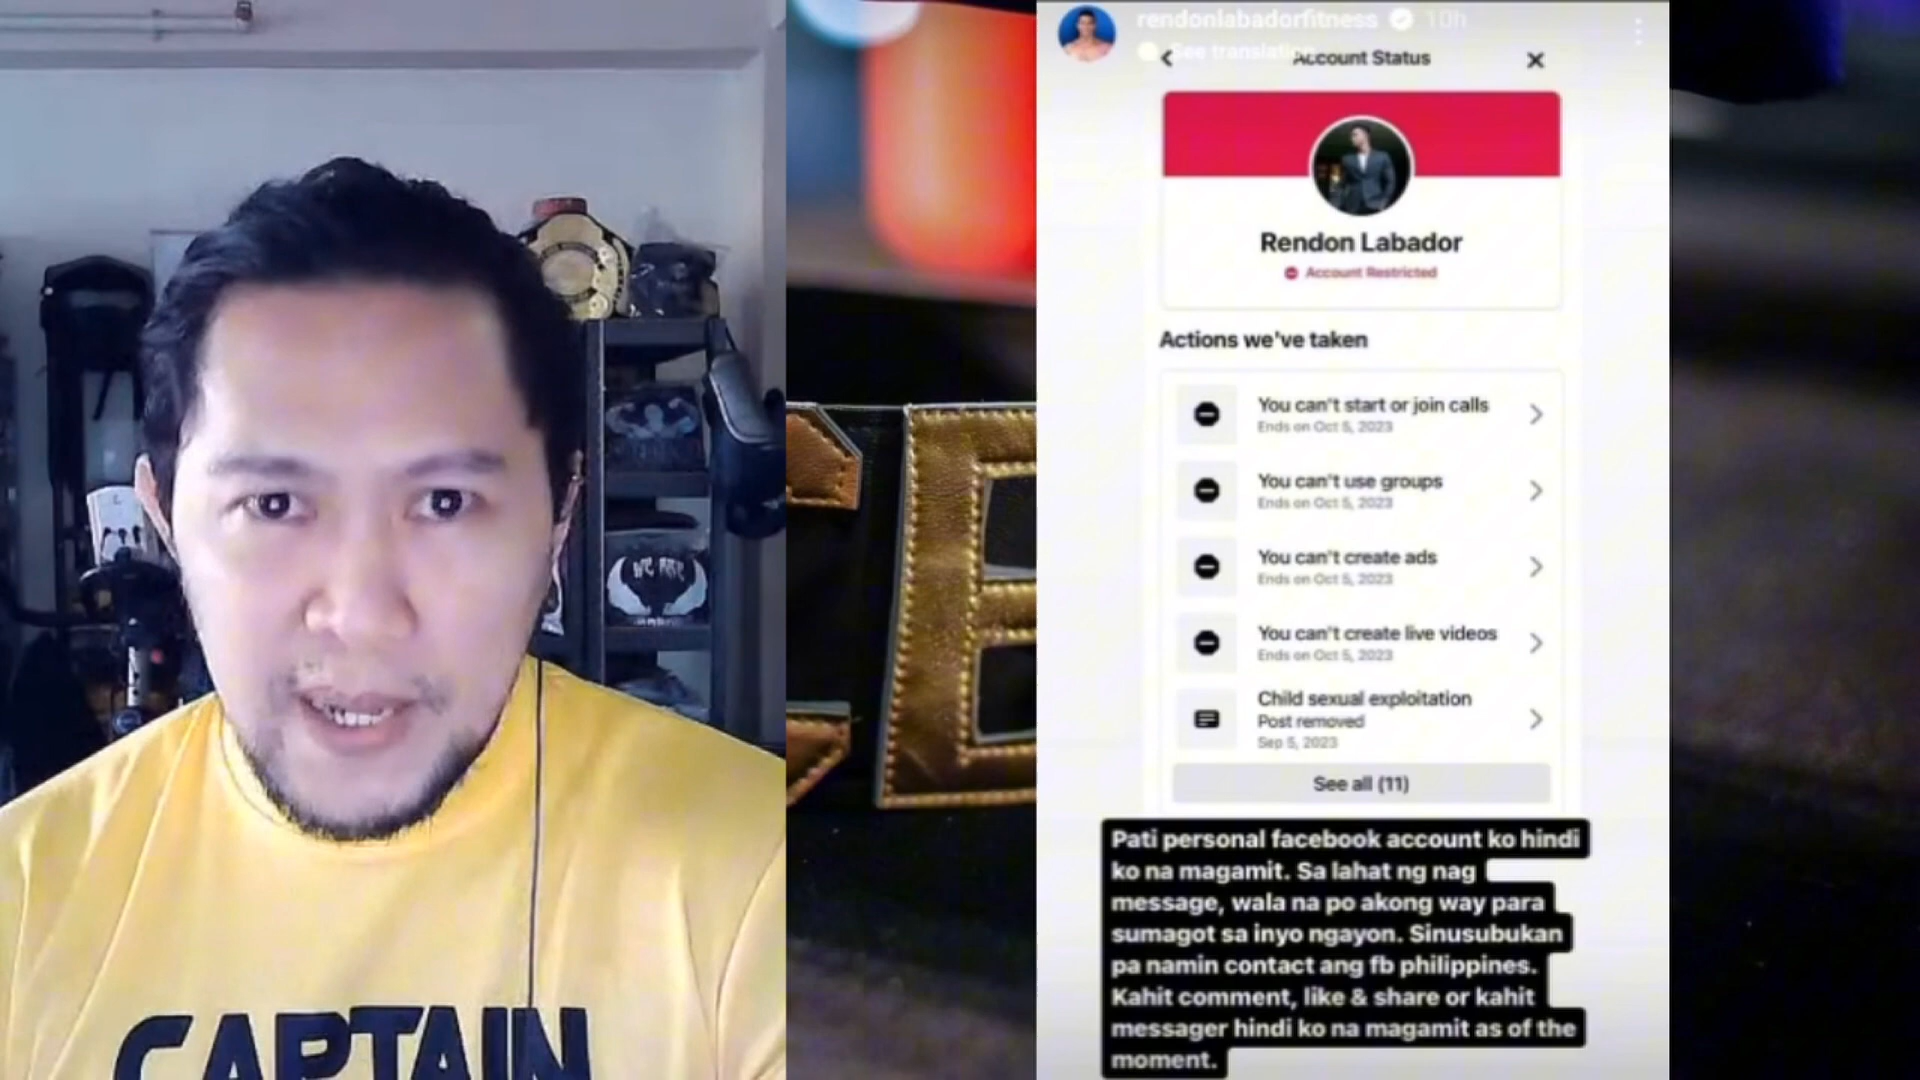 CAPTAIN
WE ARE
rendonlabadorfitness 10h
See translation
Account Status
Rendon Labador
Account Restricted
Actions we've taken
You can't start or join calls
Ends on Oct 5, 2023
You can't use groups
Ends on Oct 5, 2023
You can't create ads
Ends on Oct 5, 2023
You can't create live videos
Ends on Oct 5, 2023
Child sexual exploitation
Post removed
Sep 5, 2023
See all (11)
Pati personal facebook account ko hindi
ko na magamit. Sa lahat ng nag
message, wala na po akong way para
sumagot sa inyo ngayon. Sinusubukan
pa namin contact ang fb philippines.
Kahit comment, like & share or kahit
messager hindi ko na magamit as of the
moment.